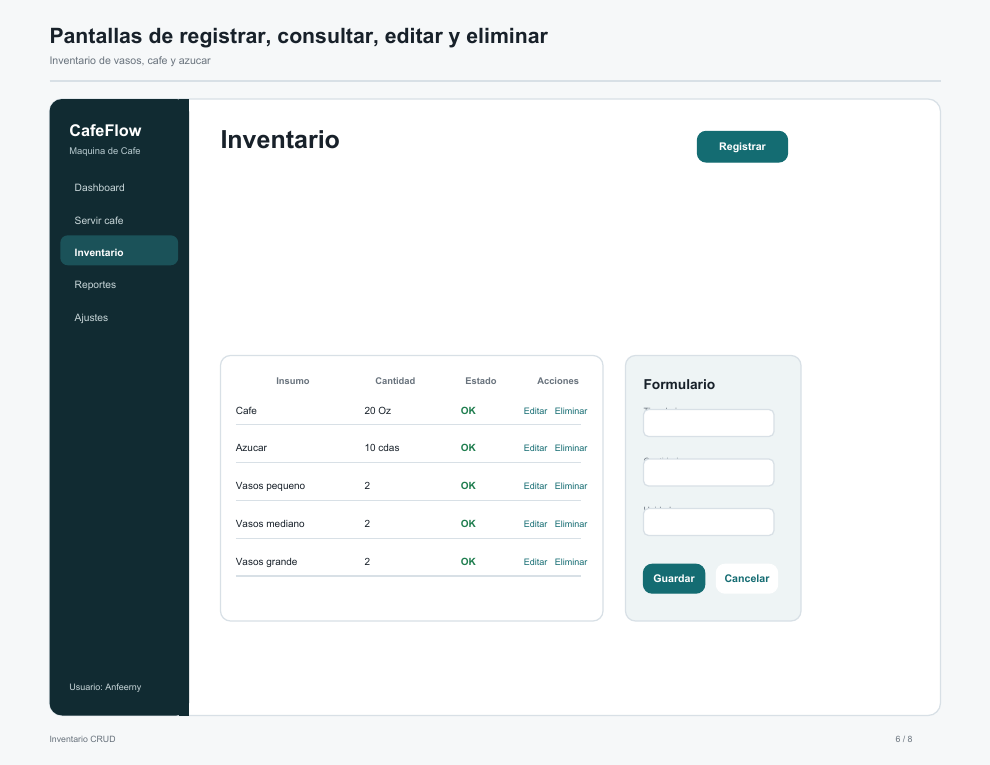 Pantallas de registrar, consultar, editar y eliminar
Inventario de vasos, cafe y azucar
CafeFlow
Maquina de Cafe
Dashboard
Servir cafe
Inventario
Reportes
Ajustes
Usuario: Anfeerny
Inventario
Registrar
Insumo Cantidad Estado Acciones
Cafe 20 Oz OK Editar Eliminar
Azucar 10 cdas OK Editar Eliminar
Vasos pequeno 2 OK Editar Eliminar
Vasos mediano 2 OK Editar Eliminar
Vasos grande 2 OK Editar Eliminar
Formulario
Guardar Cancelar
Inventario CRUD
6 / 8